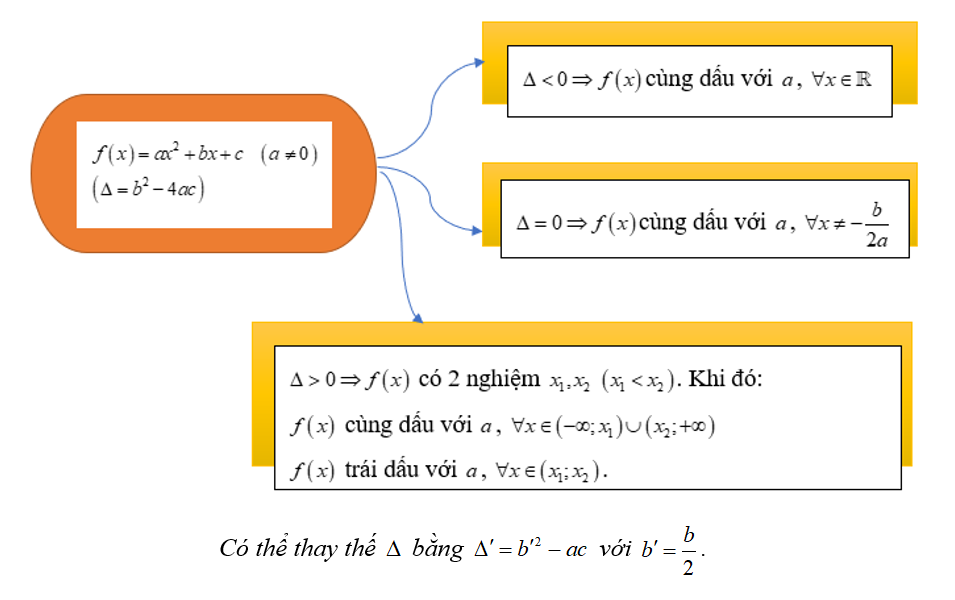 f(x) = ax² + bx + c (a ≠ 0)
(Δ = b² − 4ac)
Δ < 0 ⇒ f(x) cùng dấu với a, ∀x ∈ ℝ
Δ = 0 ⇒ f(x) cùng dấu với a, ∀x ≠ −b/2a
Δ > 0 ⇒ f(x) có 2 nghiệm x₁, x₂ (x₁ < x₂). Khi đó:
f(x) cùng dấu với a, ∀x ∈ (−∞; x₁) ∪ (x₂; +∞)
f(x) trái dấu với a, ∀x ∈ (x₁; x₂).
Có thể thay thế Δ bằng Δ′ = b′² − ac với b′ = b/2.